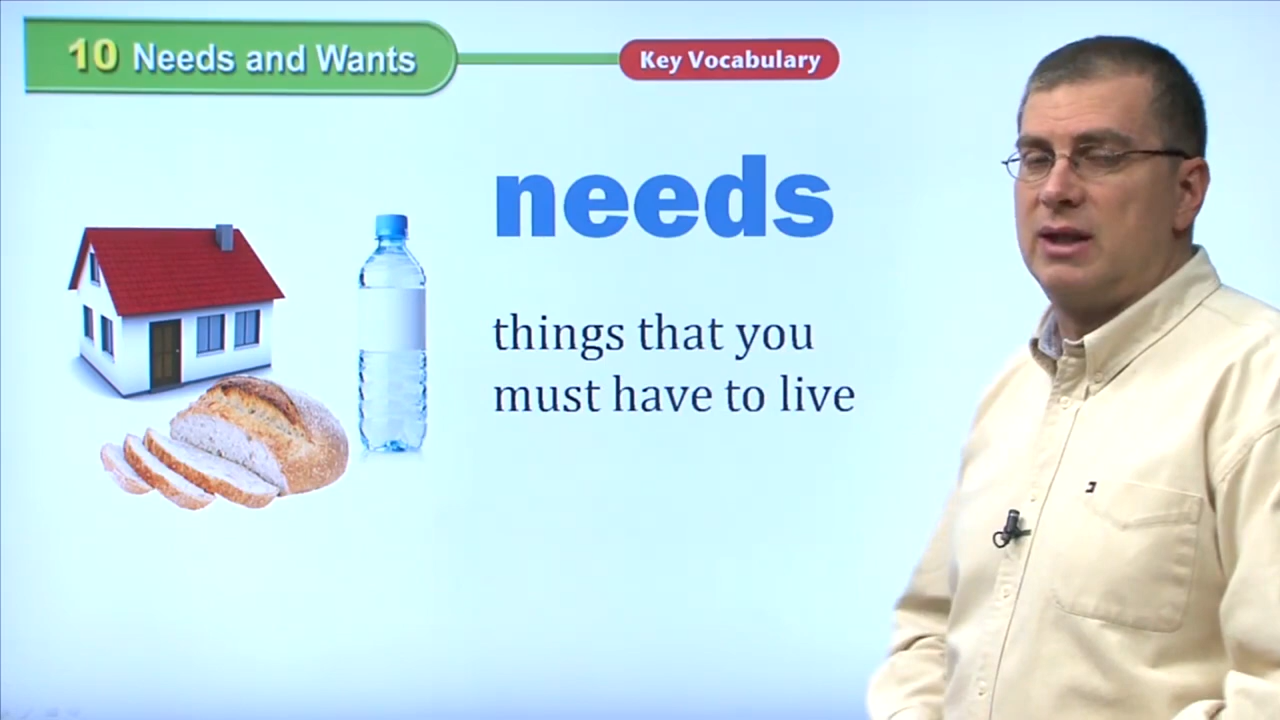 10 Needs and Wants
Key Vocabulary
needs
things that you
must have to live